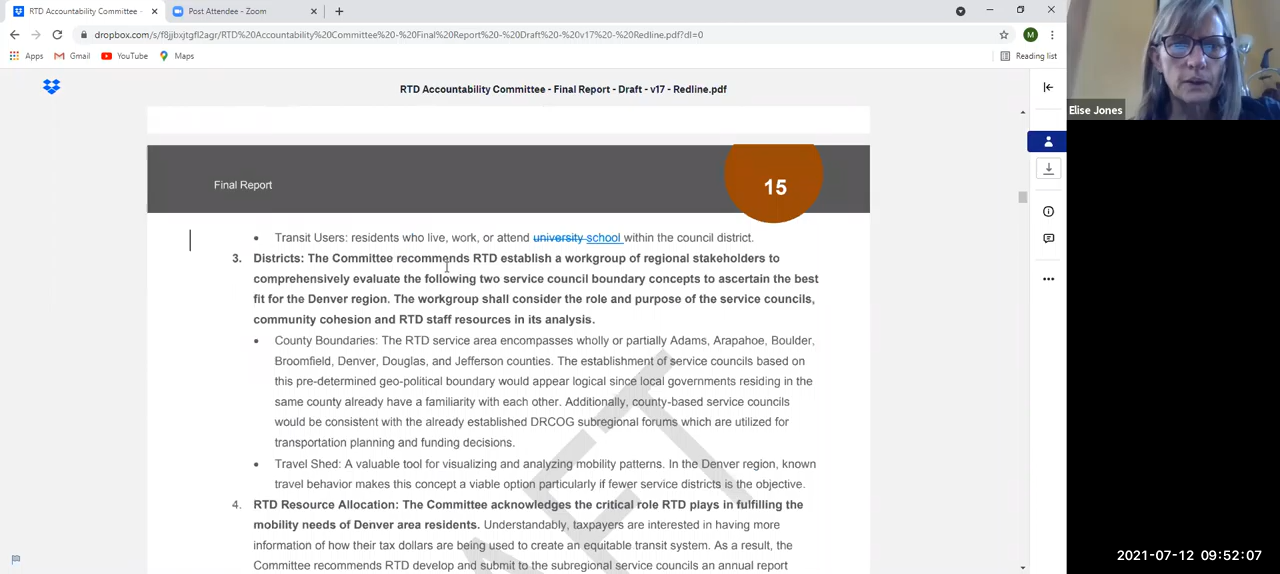 RTD Accountability Committee -
Post Attendee - Zoom
dropbox.com/s/f8jjbxjtgfl2agr/RTD%20Accountability%20Committee%20-%20Final%20Report%20-%20Draft%20-%20v17%20-%20Redline.pdf?dl=0
M
Apps
Gmail
YouTube
Maps
Reading list
RTD Accountability Committee - Final Report - Draft - v17 - Redline.pdf
Elise Jones
Final Report
15
• Transit Users: residents who live, work, or attend university school within the council district.
3. Districts: The Committee recommends RTD establish a workgroup of regional stakeholders to
comprehensively evaluate the following two service council boundary concepts to ascertain the best
fit for the Denver region. The workgroup shall consider the role and purpose of the service councils,
community cohesion and RTD staff resources in its analysis.
• County Boundaries: The RTD service area encompasses wholly or partially Adams, Arapahoe, Boulder,
Broomfield, Denver, Douglas, and Jefferson counties. The establishment of service councils based on
this pre-determined geo-political boundary would appear logical since local governments residing in the
same county already have a familiarity with each other. Additionally, county-based service councils
would be consistent with the already established DRCOG subregional forums which are utilized for
transportation planning and funding decisions.
• Travel Shed: A valuable tool for visualizing and analyzing mobility patterns. In the Denver region, known
travel behavior makes this concept a viable option particularly if fewer service districts is the objective.
4. RTD Resource Allocation: The Committee acknowledges the critical role RTD plays in fulfilling the
mobility needs of Denver area residents. Understandably, taxpayers are interested in having more
information of how their tax dollars are being used to create an equitable transit system. As a result, the
Committee recommends RTD develop and submit to the subregional service councils an annual report
2021-07-12 09:52:07